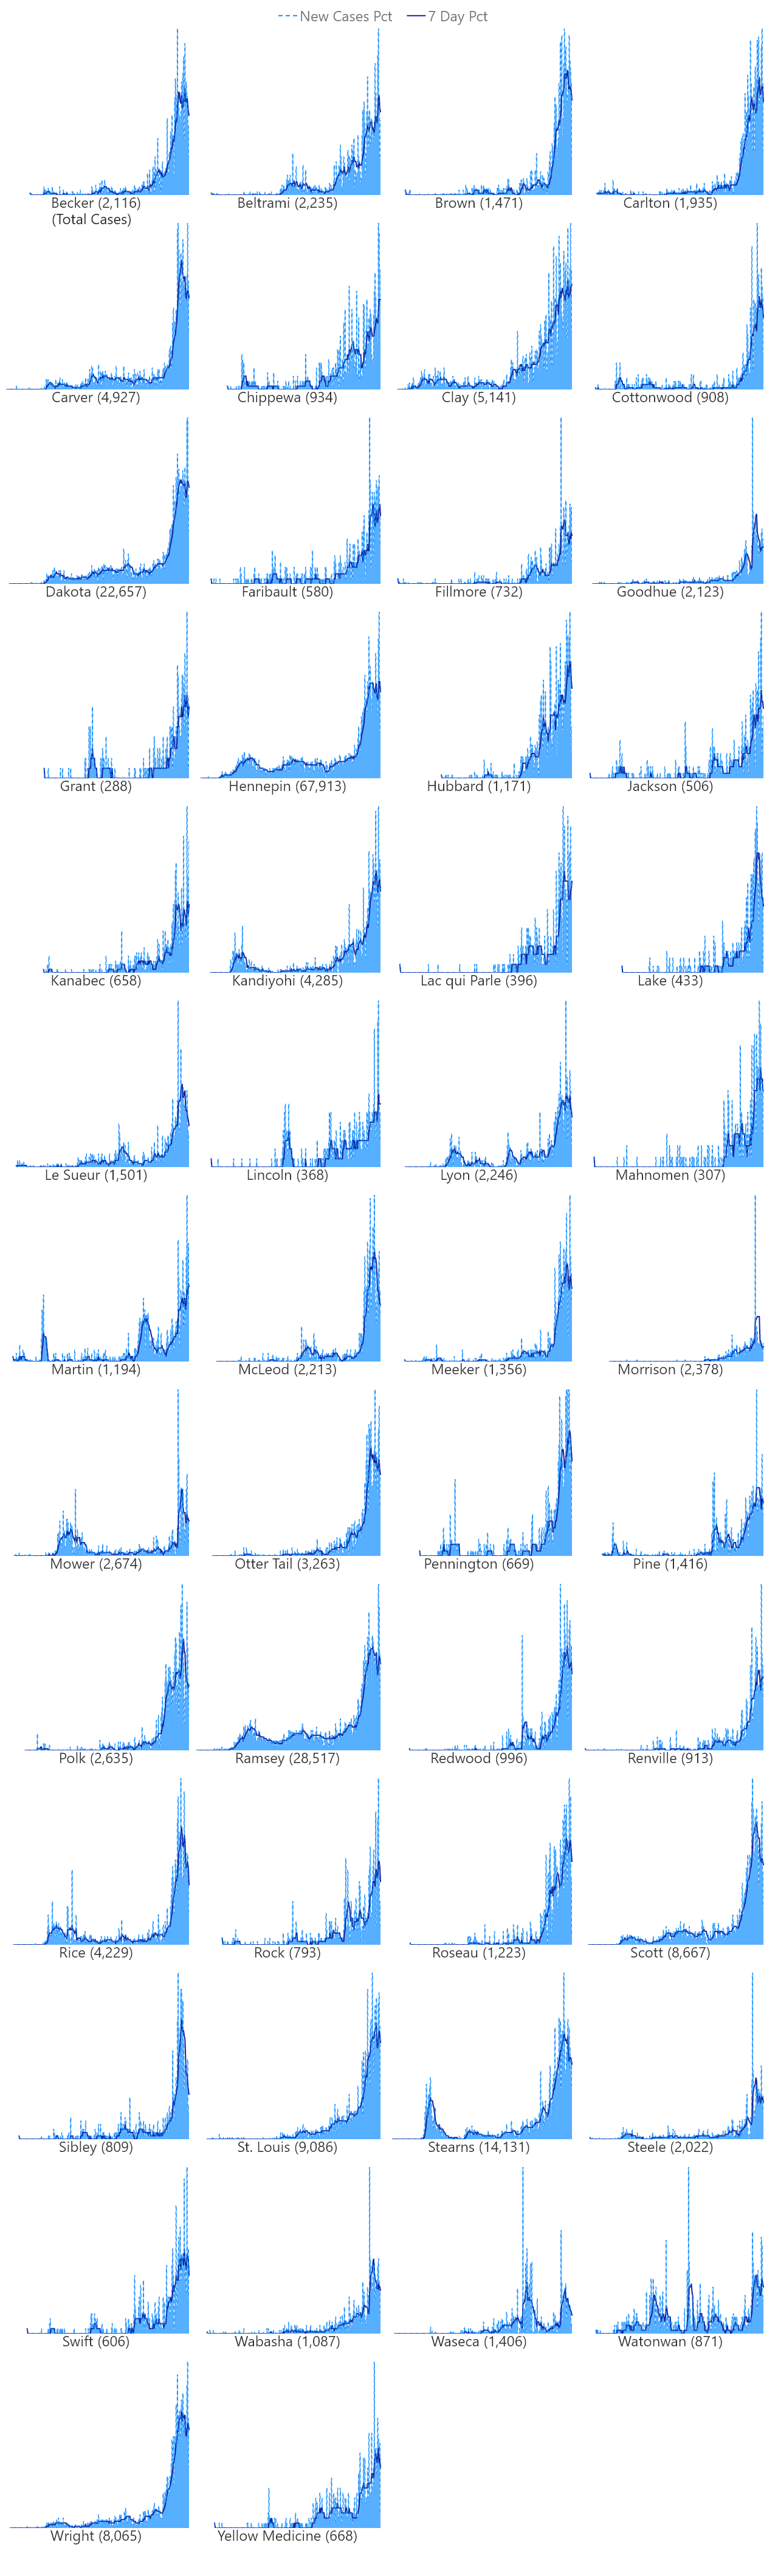 New Cases Pct 7 Day Pct
Becker (2,116) Beltrami (2,235) Brown (1,471) Carlton (1,935)
(Total Cases)
Carver (4,927) Chippewa (934) Clay (5,141) Cottonwood (908)
Dakota (22,657) Faribault (580) Fillmore (732) Goodhue (2,123)
Grant (288) Hennepin (67,913) Hubbard (1,171) Jackson (506)
Kanabec (658) Kandiyohi (4,285) Lac qui Parle (396) Lake (433)
Le Sueur (1,501) Lincoln (368) Lyon (2,246) Mahnomen (307)
Martin (1,194) McLeod (2,213) Meeker (1,356) Morrison (2,378)
Mower (2,674) Otter Tail (3,263) Pennington (669) Pine (1,416)
Polk (2,635) Ramsey (28,517) Redwood (996) Renville (913)
Rice (4,229) Rock (793) Roseau (1,223) Scott (8,667)
Sibley (809) St. Louis (9,086) Stearns (14,131) Steele (2,022)
Swift (606) Wabasha (1,087) Waseca (1,406) Watonwan (871)
Wright (8,065) Yellow Medicine (668)